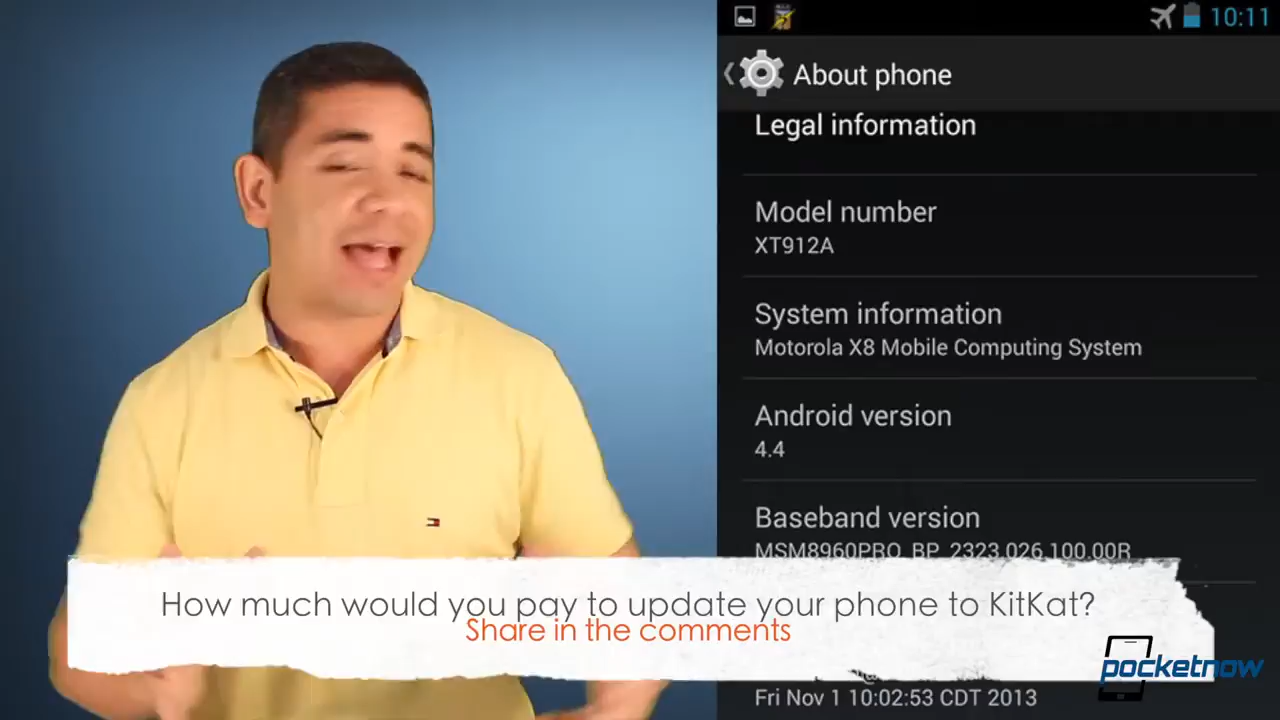 10:11
About phone
Legal information
Model number
XT912A
System information
Motorola X8 Mobile Computing System
Android version
4.4
Baseband version
MSM8960PRO_BP_2323.026.100.00R
How much would you pay to update your phone to KitKat?
Share in the comments
pocketnow
Fri Nov 1 10:02:53 CDT 2013